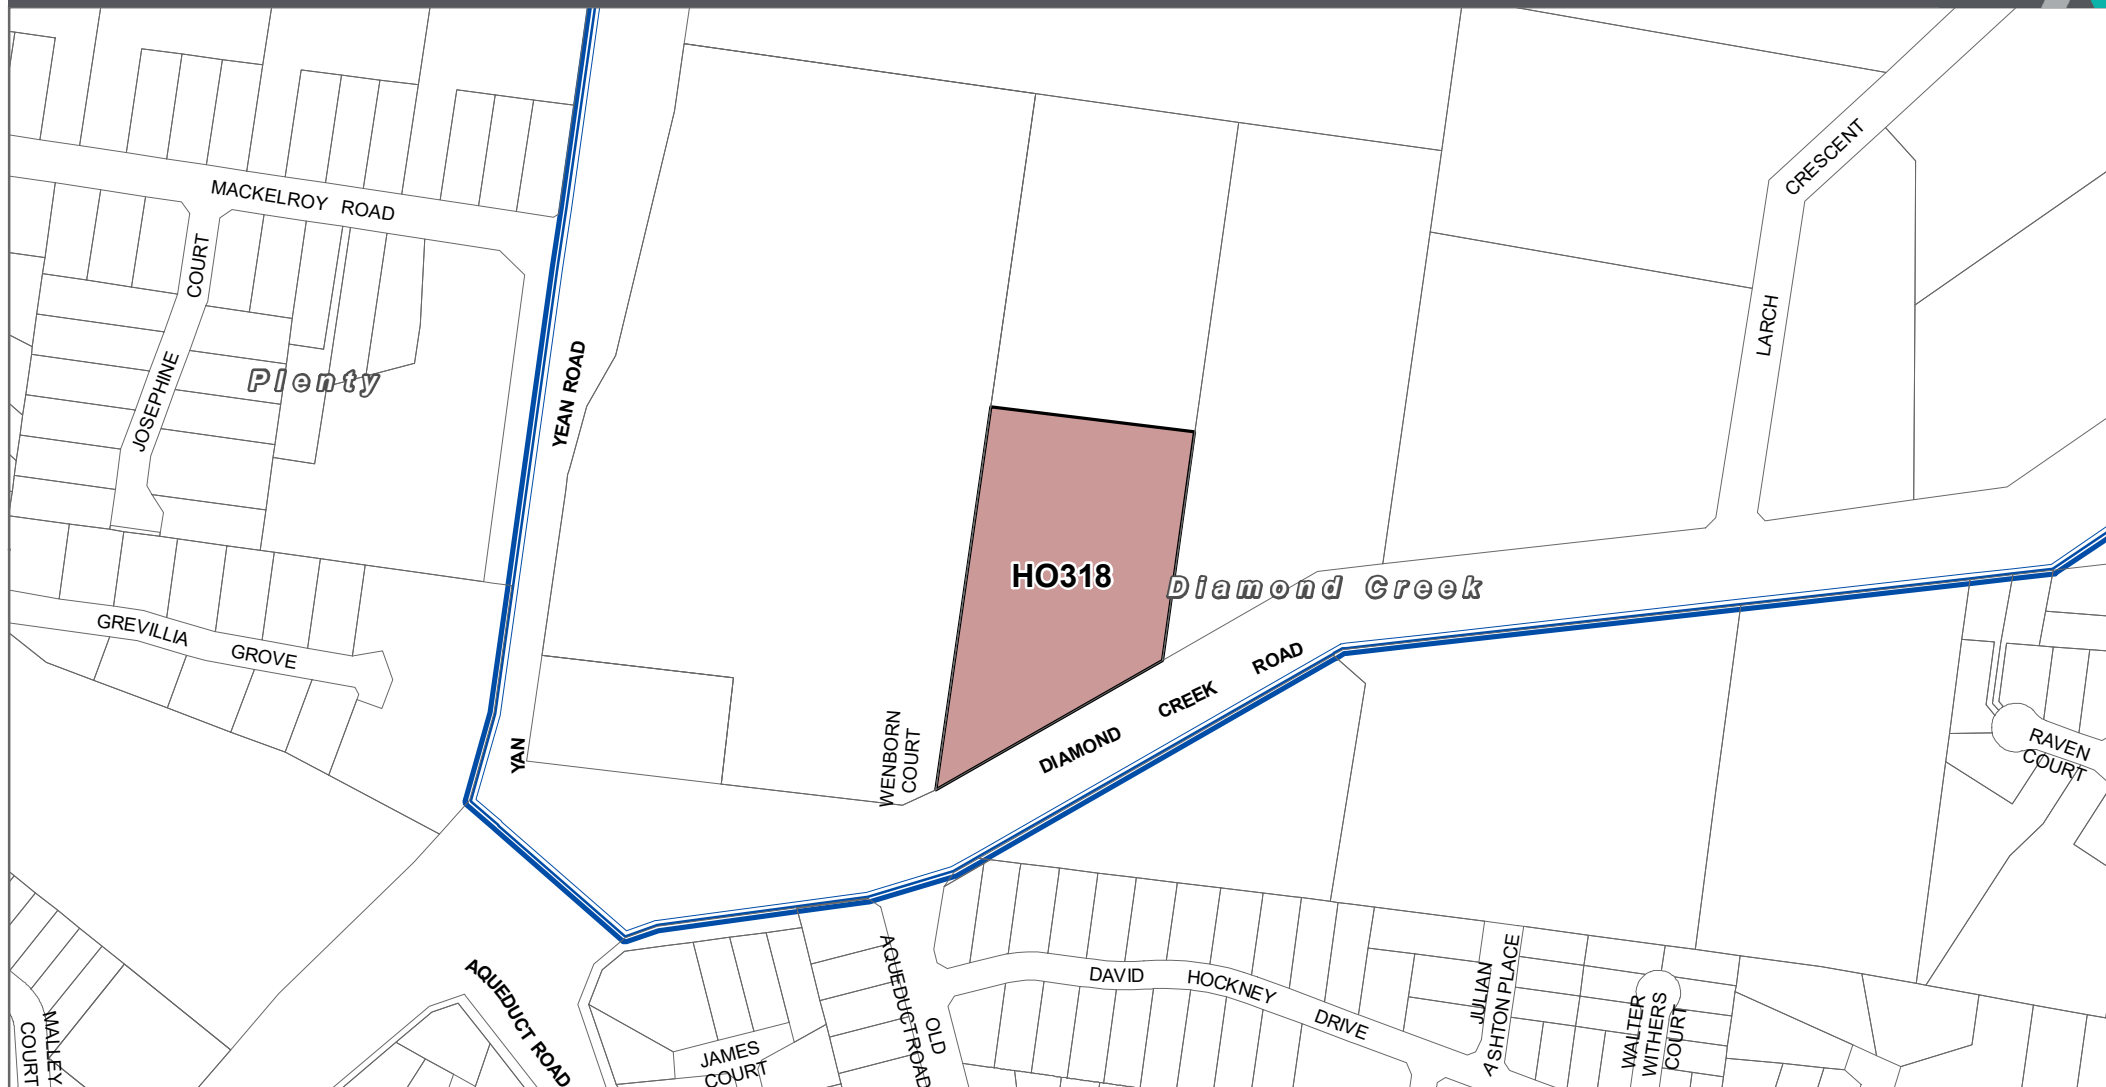 CRESCENT
MACKELROY ROAD
COURT
JOSEPHINE
Plenty
YEAN ROAD
LARCH
HO318
Diamond Creek
GREVILLIA
GROVE
DIAMOND CREEK ROAD
YAN
WENBORN
COURT
RAVEN
COURT
AQUEDUCT ROAD
OLD
AQUEDUCT ROAD
DAVID HOCKNEY DRIVE
JULIAN
ASHTON PLACE
WALTER
WITHERS
COURT
MALLEY
COURT
JAMES
COURT